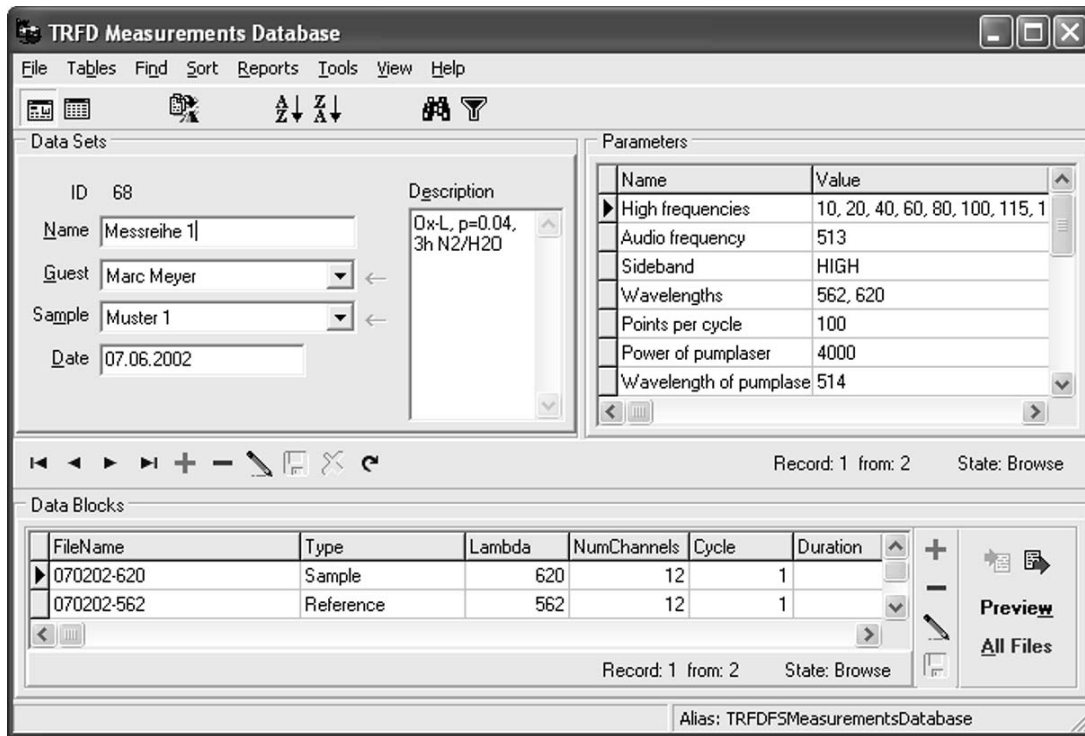 TRFD Measurements Database
File Tables Find Sort Reports Tools View Help
Data Sets
ID 68
Name Messreihe 1
Guest Marc Meyer
Sample Muster 1
Date 07.06.2002
Description
Ox-L, p=0.04,
3h N2/H2O
Parameters
Name Value
High frequencies 10, 20, 40, 60, 80, 100, 115, 1
Audio frequency 513
Sideband HIGH
Wavelengths 562, 620
Points per cycle 100
Power of pumplaser 4000
Wavelength of pumplase 514
Record: 1 from: 2 State: Browse
Data Blocks
FileName Type Lambda NumChannels Cycle Duration
070202-620 Sample 620 12 1
070202-562 Reference 562 12 1
Record: 1 from: 2 State: Browse
Preview
All Files
Alias: TRFDFSMeasurementsDatabase